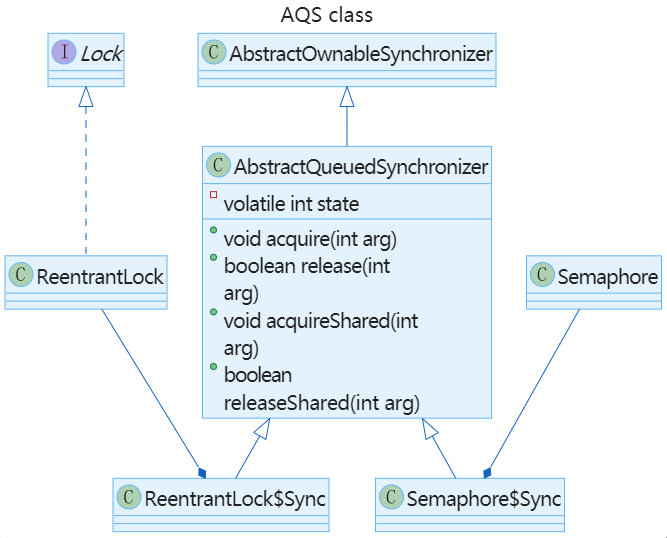 AQS class
I Lock
C AbstractOwnableSynchronizer
C AbstractQueuedSynchronizer
volatile int state
void acquire(int arg)
boolean release(int
arg)
void acquireShared(int
arg)
boolean
releaseShared(int arg)
C ReentrantLock
C Semaphore
C ReentrantLock$Sync
C Semaphore$Sync